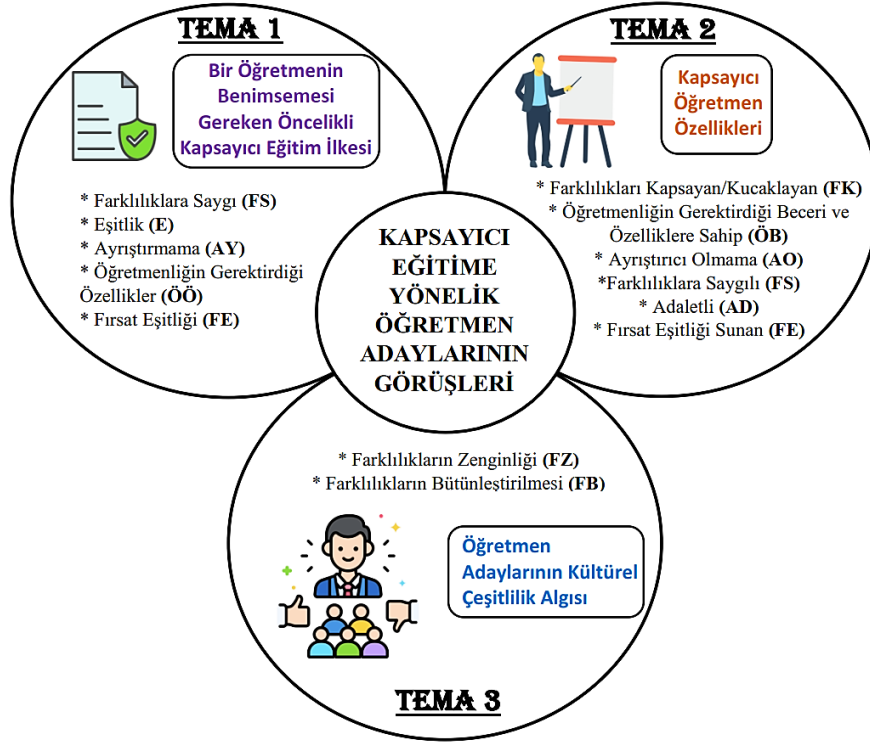 TEMA 1
Bir Öğretmenin
Benimsemesi
Gereken Öncelikli
Kapsayıcı Eğitim İlkesi
* Farklılıklara Saygı (FS)
* Eşitlik (E)
* Ayrıştırmama (AY)
* Öğretmenliğin Gerektirdiği
Özellikler (ÖÖ)
* Fırsat Eşitliği (FE)
TEMA 2
Kapsayıcı
Öğretmen
Özellikleri
* Farklılıkları Kapsayan/Kucaklayan (FK)
* Öğretmenliğin Gerektirdiği Beceri ve
Özelliklere Sahip (ÖB)
* Ayrıştırıcı Olmama (AO)
*Farklılıklara Saygılı (FS)
* Adaletli (AD)
* Fırsat Eşitliği Sunan (FE)
KAPSAYICI
EĞİTİME
YÖNELİK
ÖĞRETMEN
ADAYLARININ
GÖRÜŞLERİ
* Farklılıkların Zenginliği (FZ)
* Farklılıkların Bütünleştirilmesi (FB)
Öğretmen
Adaylarının Kültürel
Çeşitlilik Algısı
TEMA 3